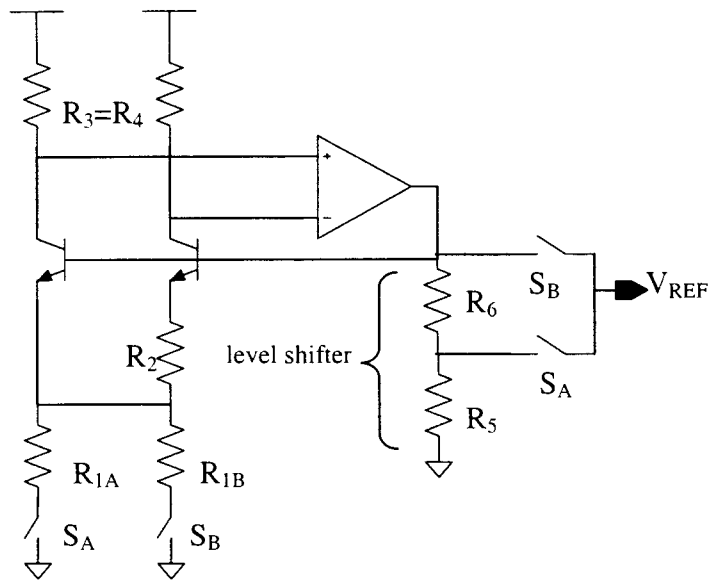 R3=R4
+
−
SB
VREF
R6
R2
level shifter
SA
R5
R1A
R1B
SA
SB